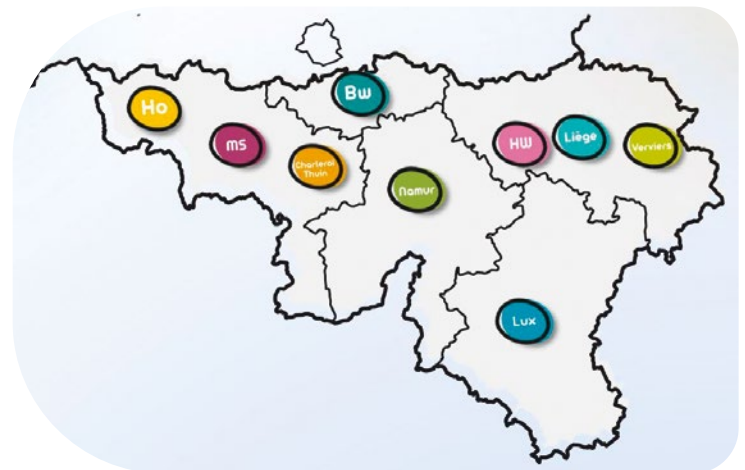 Ho
Bw
MS
Charleroi
Thuin
HW
Liège
Verviers
Namur
Lux